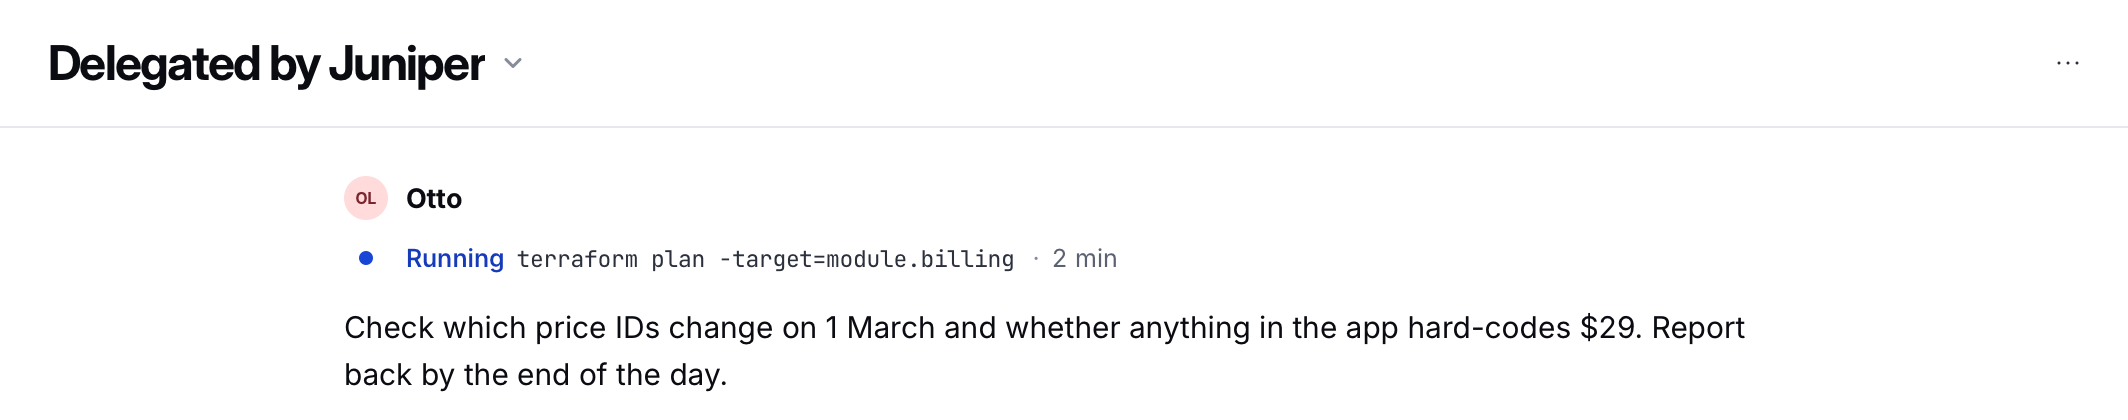 Delegated by Juniper
...
OL Otto
Running terraform plan -target=module.billing · 2 min
Check which price IDs change on 1 March and whether anything in the app hard-codes $29. Report
back by the end of the day.